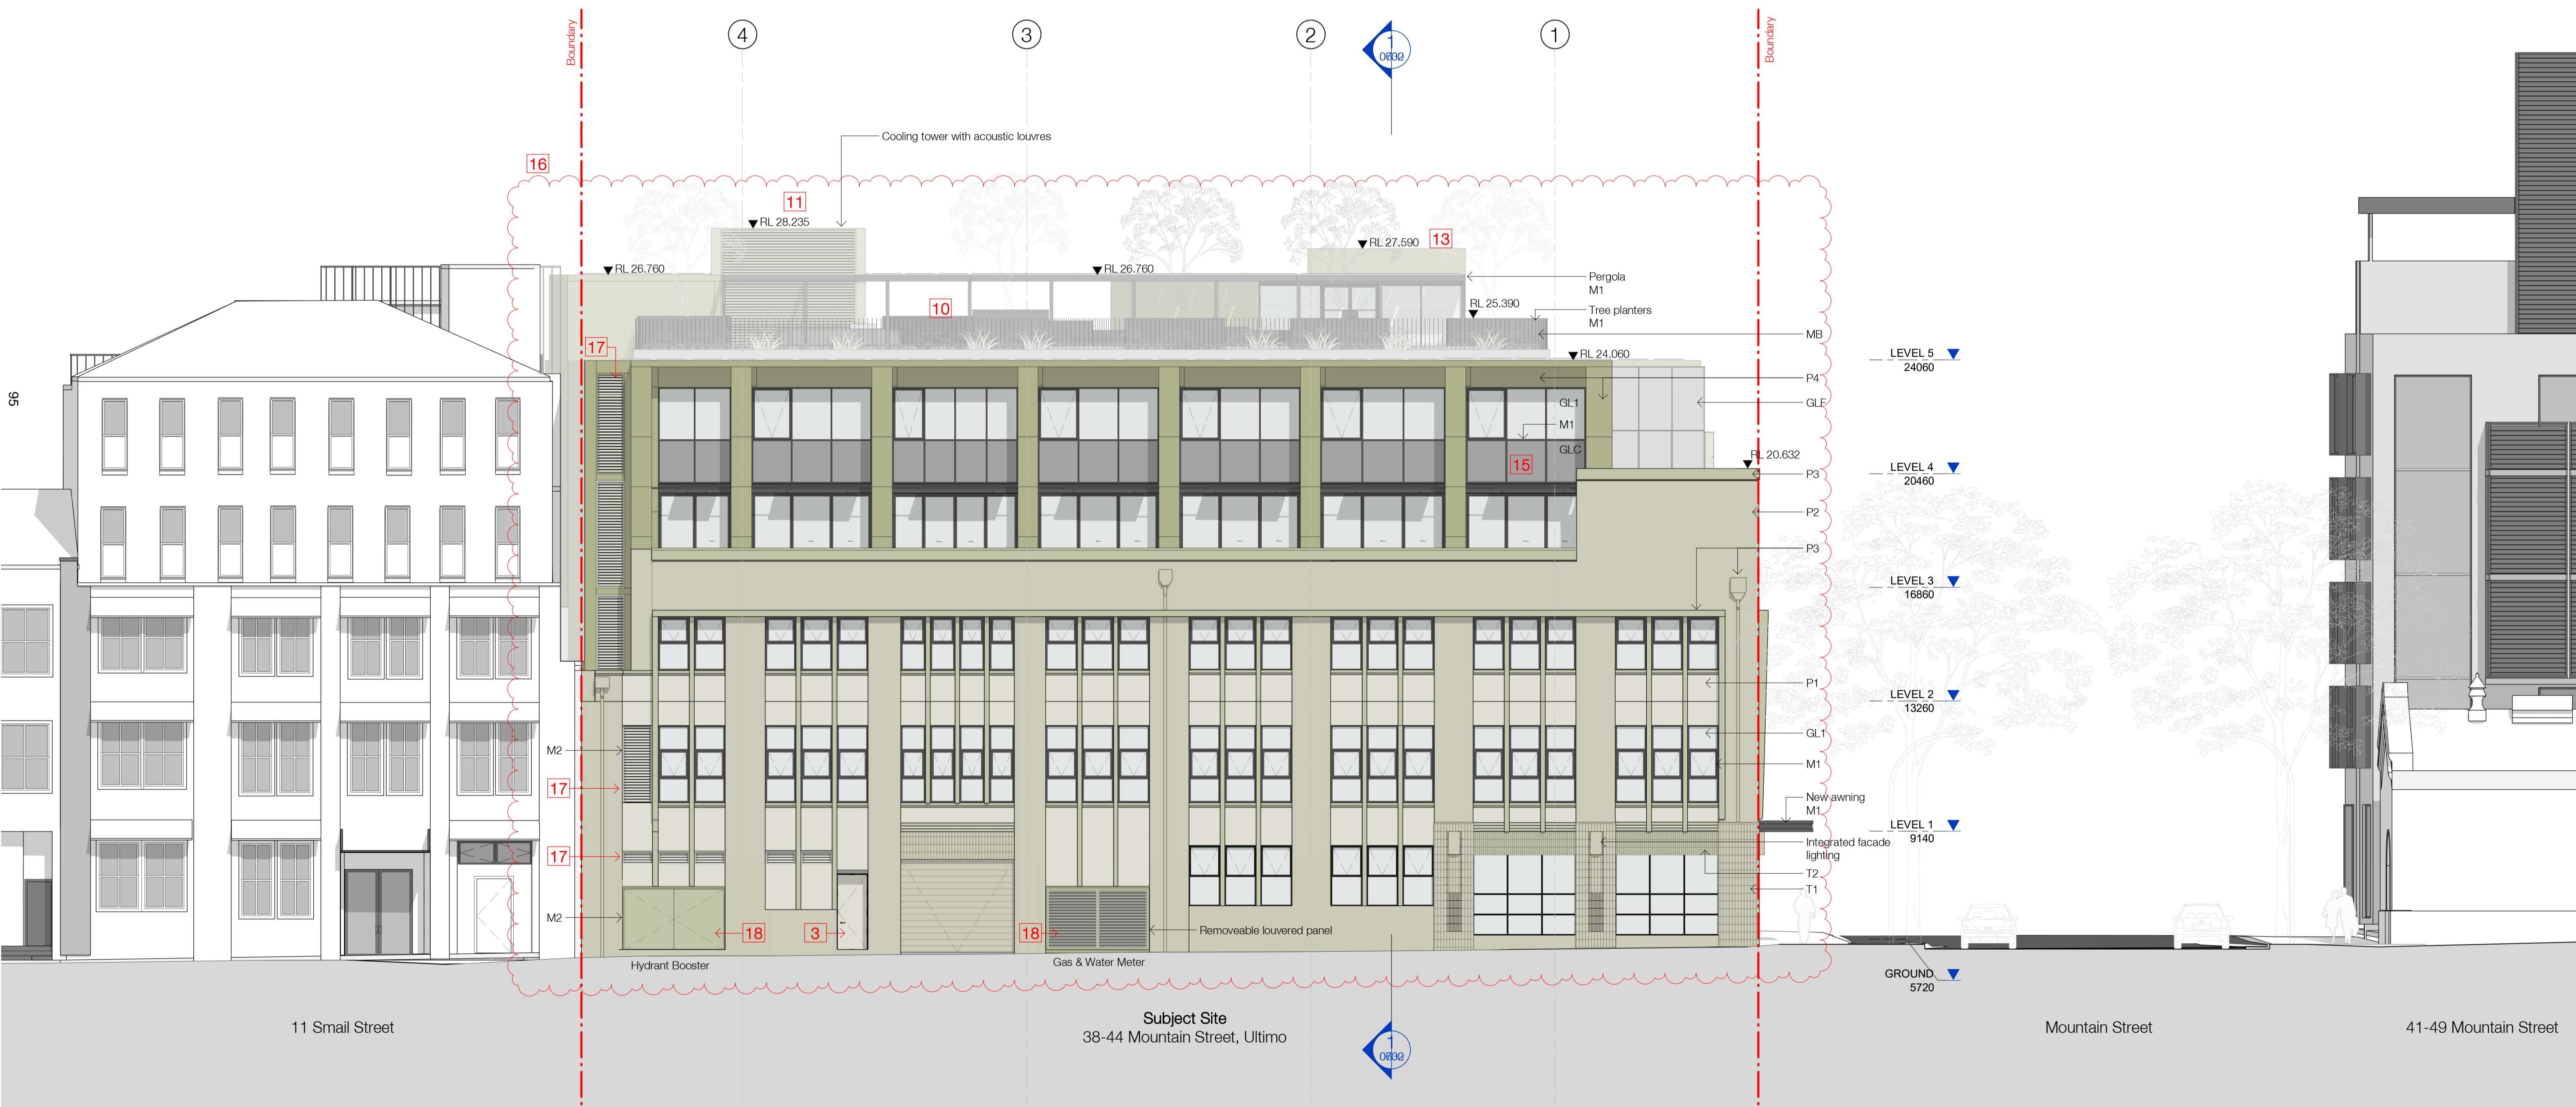 Boundary
4
3
2
1
1
Boundary
Cooling tower with acoustic louvres
16
11
RL 28.235
RL 27.590
13
RL 26.760
RL 26.760
Pergola
M1
10
RL 25.390
Tree planters
M1
MB
17
RL 24.060
LEVEL 5
24060
P4
GL1
GLF
M1
GLC
15
RL 20.632
P3
LEVEL 4
20460
P2
P3
LEVEL 3
16860
P1
LEVEL 2
13260
GL1
M2
M1
17
New awning
M1
LEVEL 1
9140
Integrated facade
lighting
17
T2
T1
M2
18
3
18
Removeable louvered panel
Hydrant Booster
Gas & Water Meter
GROUND
5720
95
11 Smail Street
Subject Site
38-44 Mountain Street, Ultimo
1
Mountain Street
41-49 Mountain Street